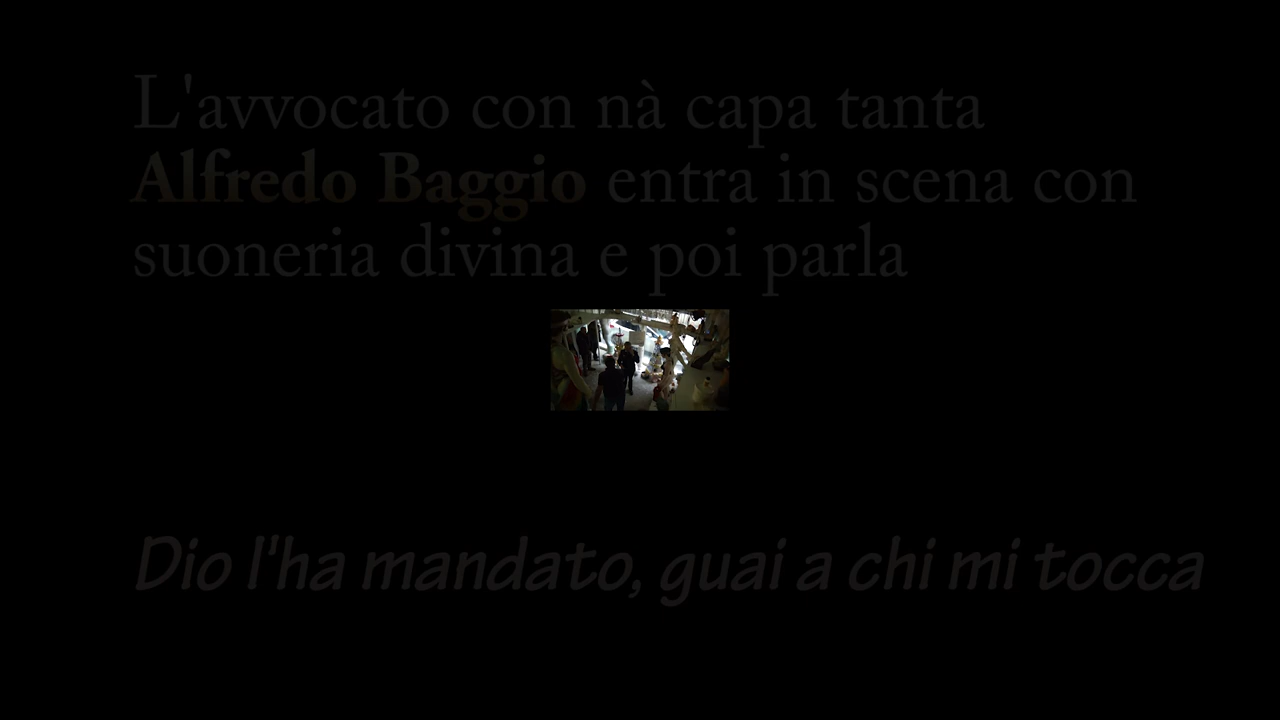 L'avvocato con nà capa tanta
Alfredo Baggio entra in scena con
suoneria divina e poi parla
Dio l'ha mandato, guai a chi mi tocca